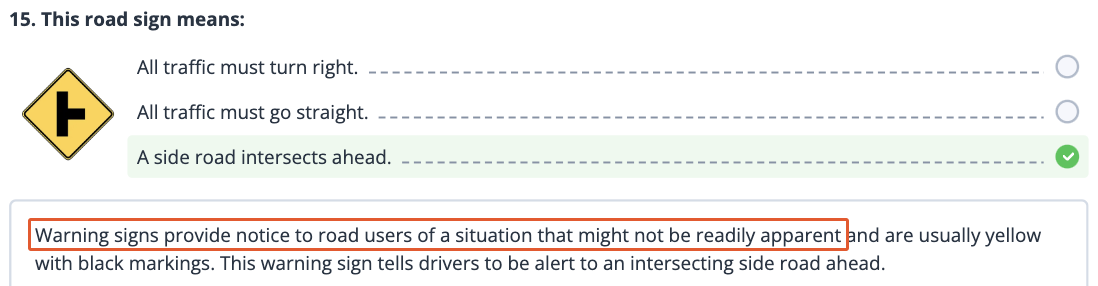 15. This road sign means:
All traffic must turn right.
All traffic must go straight.
A side road intersects ahead.
Warning signs provide notice to road users of a situation that might not be readily apparent and are usually yellow
with black markings. This warning sign tells drivers to be alert to an intersecting side road ahead.